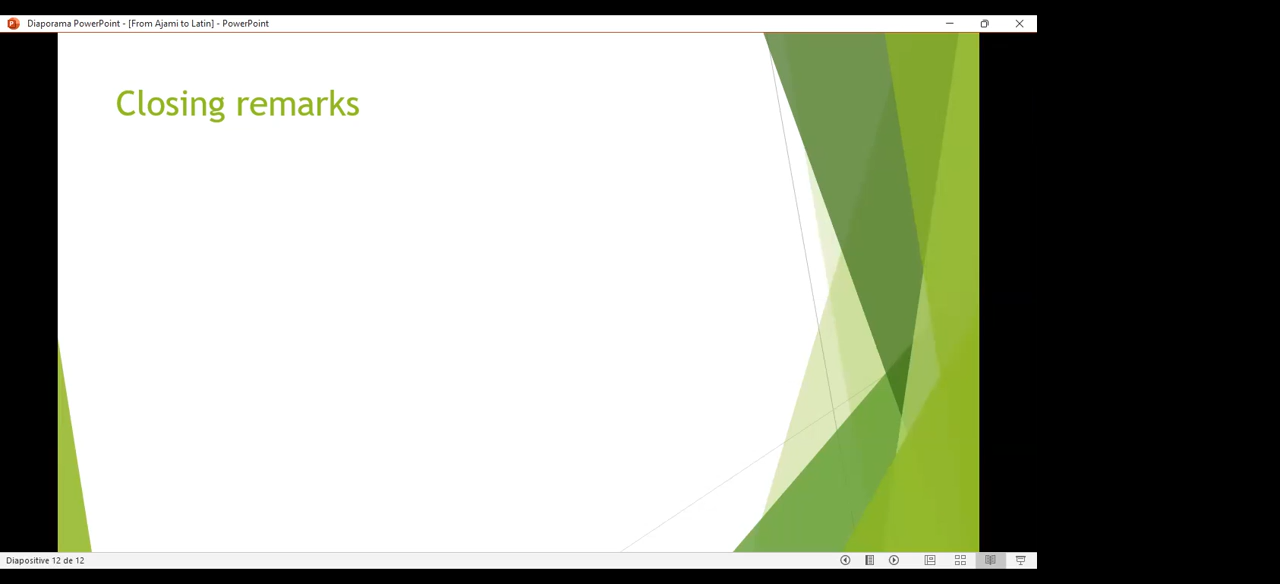 Diaporama PowerPoint - [From Ajami to Latin] - PowerPoint
Closing remarks
Diapositive 12 de 12